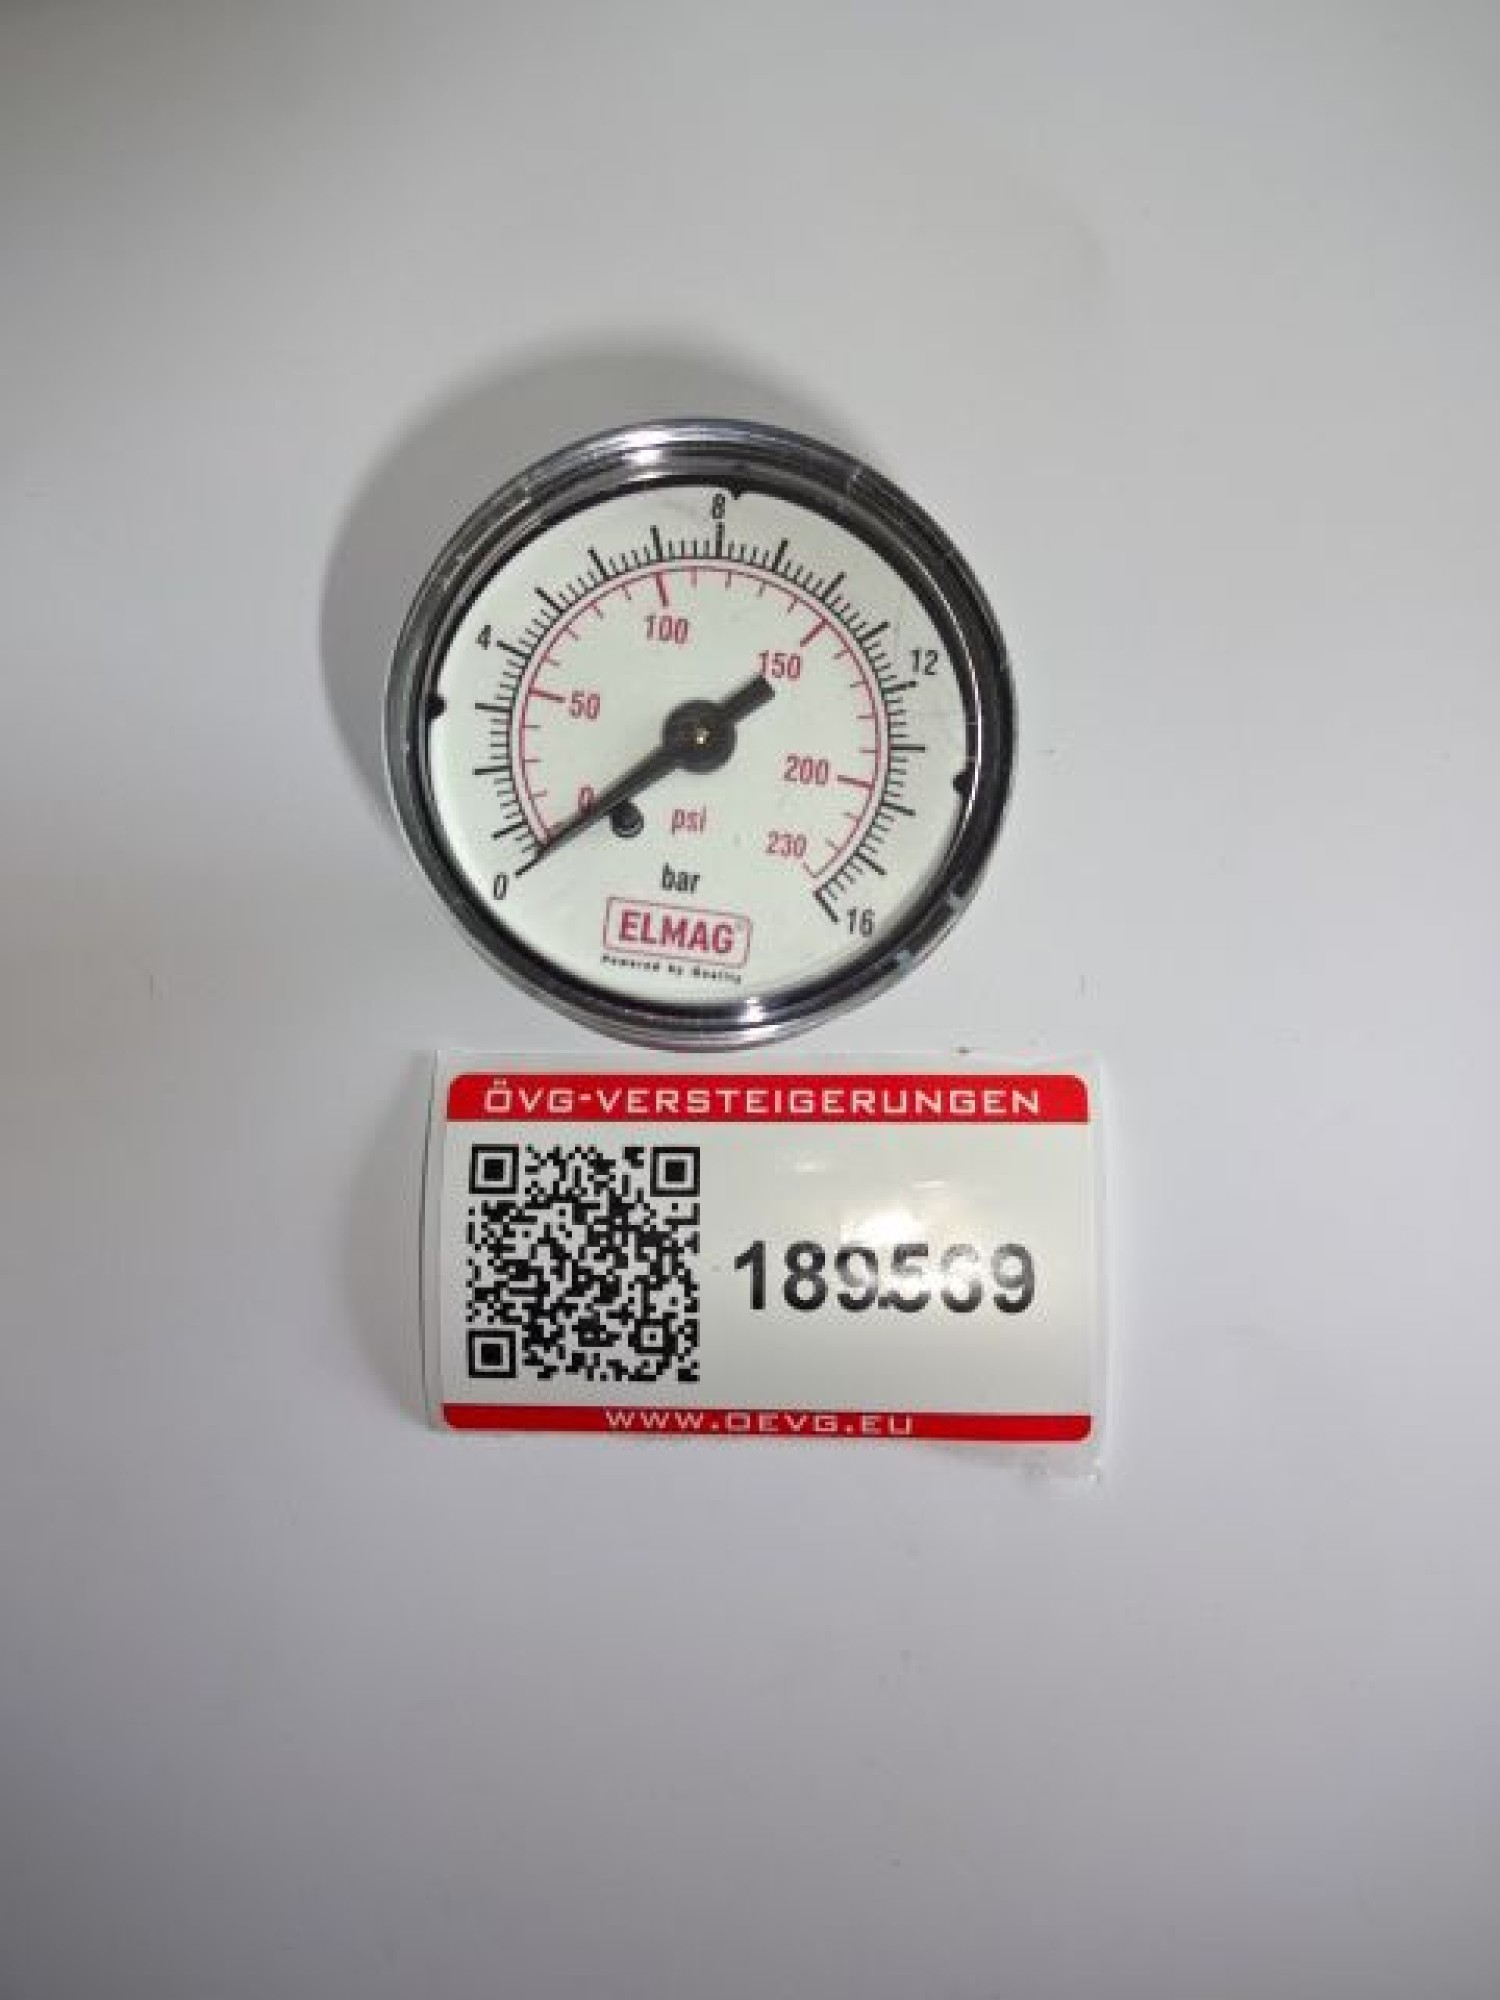 8
4
12
100
150
50
200
0
psi
230
bar
0
16
ELMAG
Powered by Quality
ÖVG-VERSTEIGERUNGEN
189569
WWW.OEVG.EU